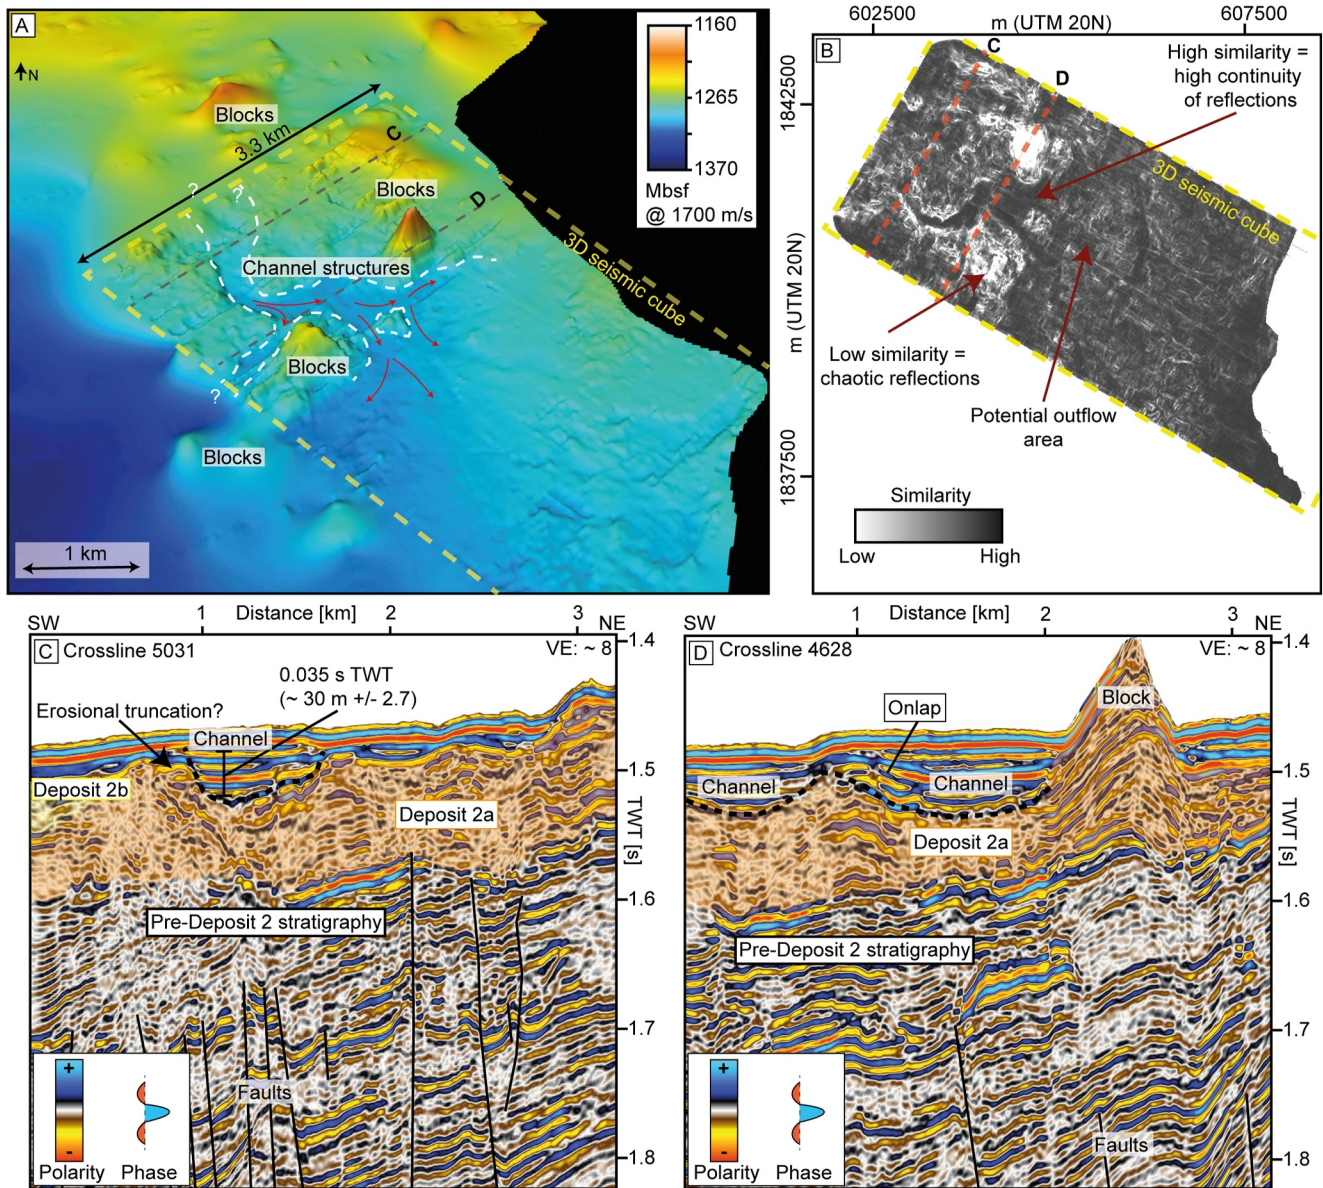 A
N
Blocks
3.3 km
C
Blocks
D
? ?
Channel structures
3D seismic cube
Blocks
?
Blocks
1 km
1160
1265
1370
Mbsf
@ 1700 m/s
B
602500 m (UTM 20N) 607500
1842500
m (UTM 20N)
1837500
C
D
High similarity =
high continuity
of reflections
3D seismic cube
Low similarity =
chaotic reflections
Potential outflow
area
Similarity
Low High
SW 1 Distance [km] 2 3 NE
C Crossline 5031 VE: ~ 8
0.035 s TWT
(~ 30 m +/- 2.7)
Erosional truncation?
Channel
Deposit 2b
Deposit 2a
Pre-Deposit 2 stratigraphy
Faults
+
-
Polarity Phase
1.4
1.5
TWT [s]
1.6
1.7
1.8
SW 1 Distance [km] 2 3 NE
D Crossline 4628 VE: ~ 8
Block
Onlap
Channel
Channel
Deposit 2a
Pre-Deposit 2 stratigraphy
Faults
+
-
Polarity Phase
1.4
1.5
TWT [s]
1.6
1.7
1.8